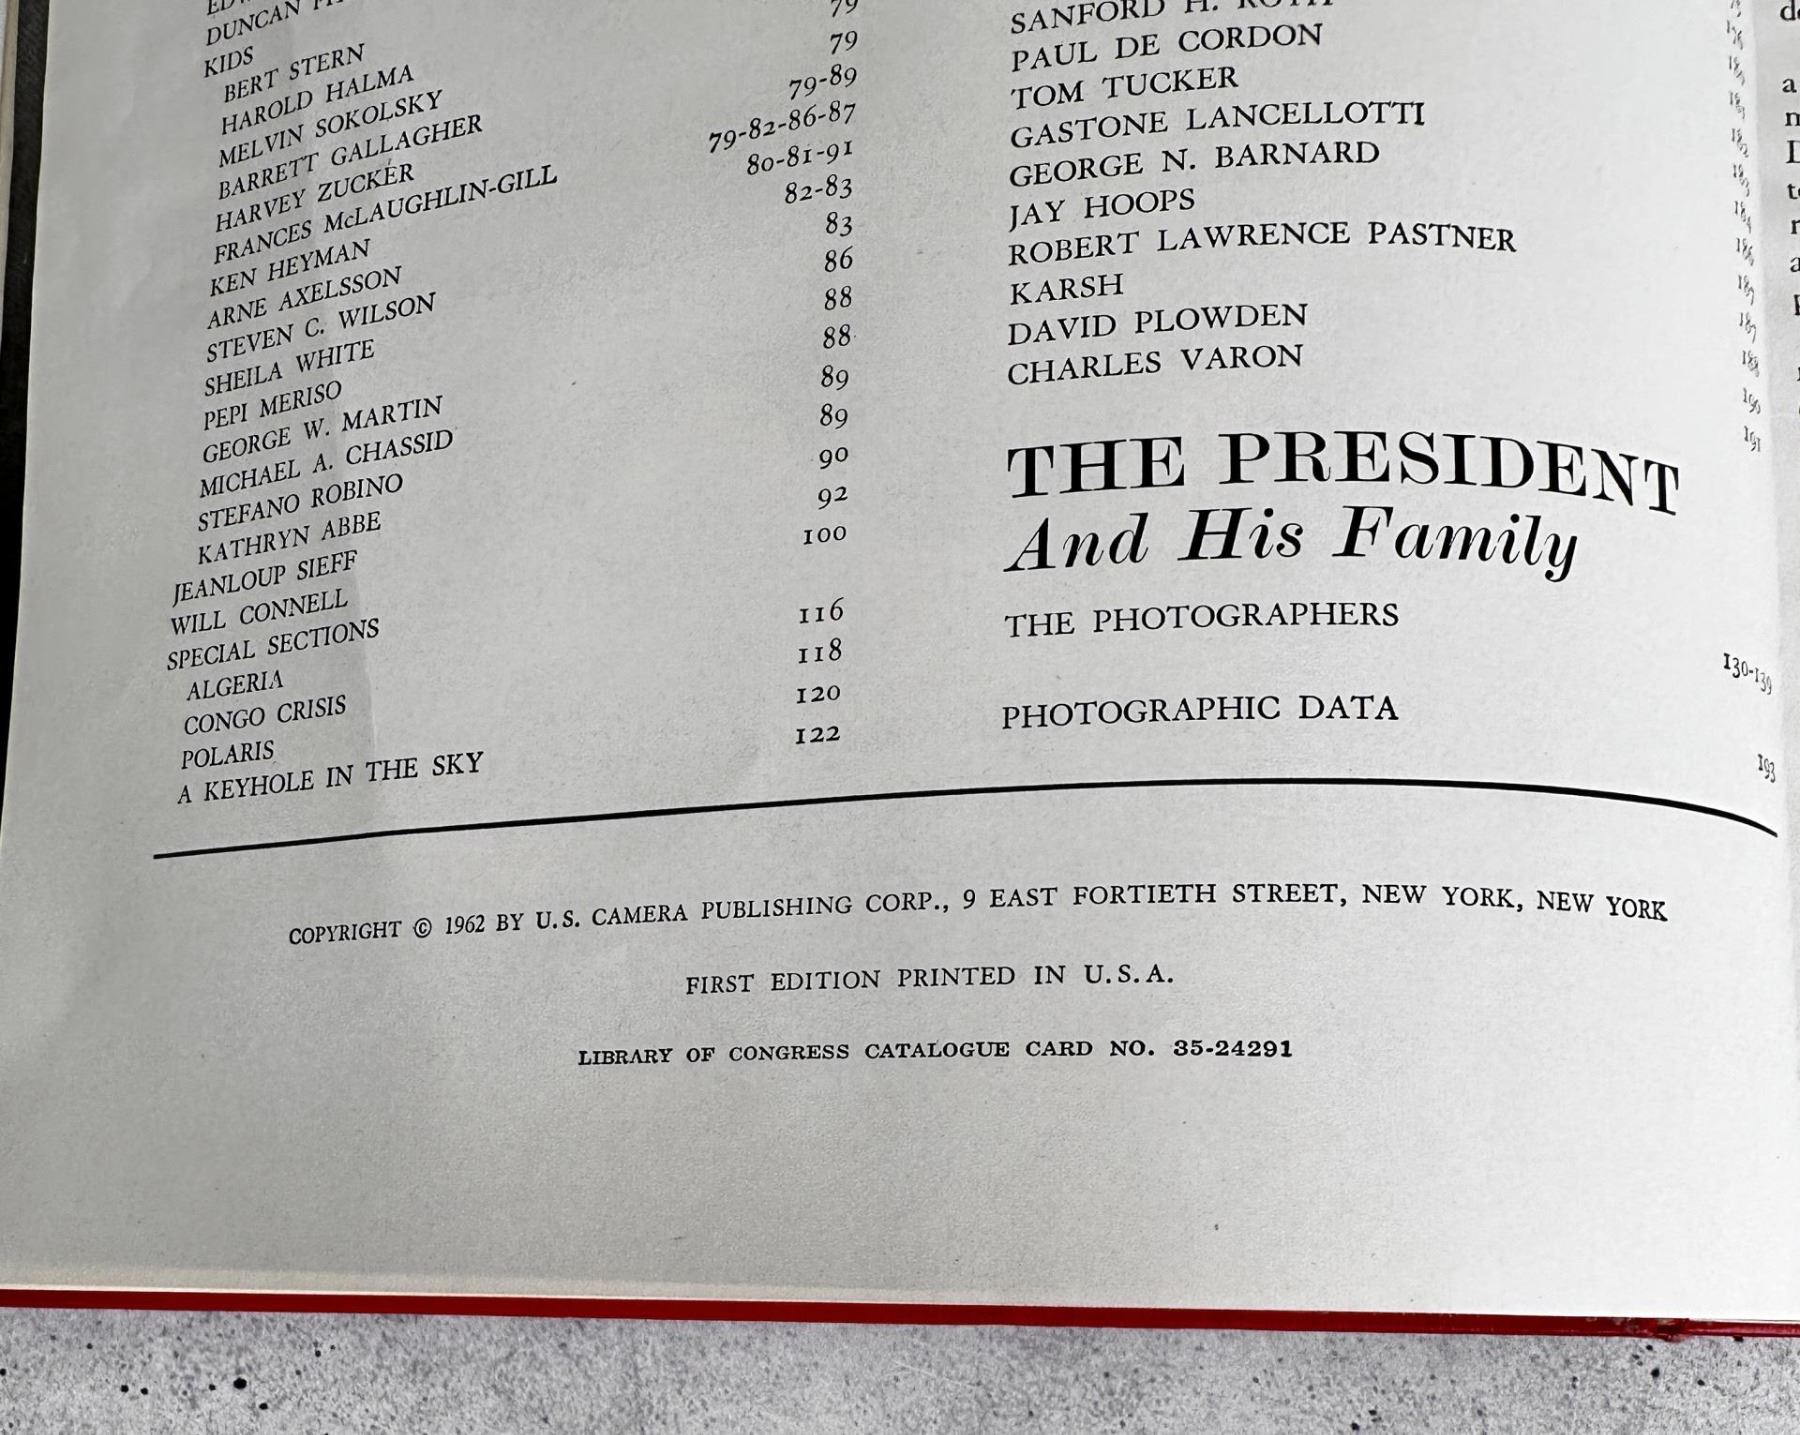 KIDS
BERT STERN
HAROLD HALMA
MELVIN SOKOLSKY 79
BARRETT GALLAGHER 79
HARVEY ZUCKER 79-89
FRANCES McLAUGHLIN-GILL 79-82-86-87
KEN HEYMAN 80-81-91
ARNE AXELSSON 82-83
STEVEN C. WILSON 83
SHEILA WHITE 86
PEPI MERISO 88
GEORGE W. MARTIN 88
MICHAEL A. CHASSID 89
STEFANO ROBINO 89
KATHRYN ABBE 90
JEANLOUP SIEFF 92
WILL CONNELL 100
SPECIAL SECTIONS
ALGERIA 116
CONGO CRISIS 118
POLARIS 120
A KEYHOLE IN THE SKY 122
SANFORD H. ROTH
PAUL DE CORDON
TOM TUCKER
GASTONE LANCELLOTTI
GEORGE N. BARNARD
JAY HOOPS
ROBERT LAWRENCE PASTNER 187
KARSH 188
DAVID PLOWDEN 190
CHARLES VARON 191
THE PRESIDENT
And His Family
THE PHOTOGRAPHERS 130-139
PHOTOGRAPHIC DATA 193
COPYRIGHT © 1962 BY U.S. CAMERA PUBLISHING CORP., 9 EAST FORTIETH STREET, NEW YORK, NEW YORK
FIRST EDITION PRINTED IN U.S.A.
LIBRARY OF CONGRESS CATALOGUE CARD NO. 35-24291